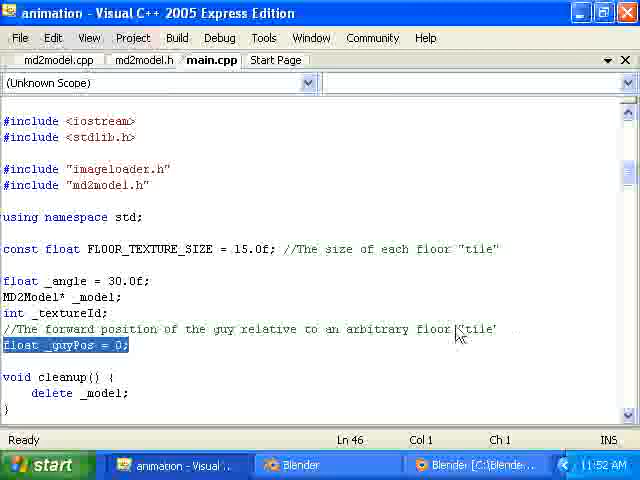 animation - Visual C++ 2005 Express Edition
File Edit View Project Build Debug Tools Window Community Help
md2model.cpp md2model.h main.cpp Start Page
(Unknown Scope)
#include <iostream>
#include <stdlib.h>
#include "imageloader.h"
#include "md2model.h"
using namespace std;
const float FLOOR_TEXTURE_SIZE = 15.0f; //The size of each floor "tile"
float _angle = 30.0f;
MD2Model* _model;
int _textureId;
//The forward position of the guy relative to an arbitrary floor "tile"
float _guyPos = 0;
void cleanup() {
delete _model;
}
Ready Ln 46 Col 1 Ch 1 INS
start animation - Visual ... Blender Blender [C:\Blende... 11:52 AM